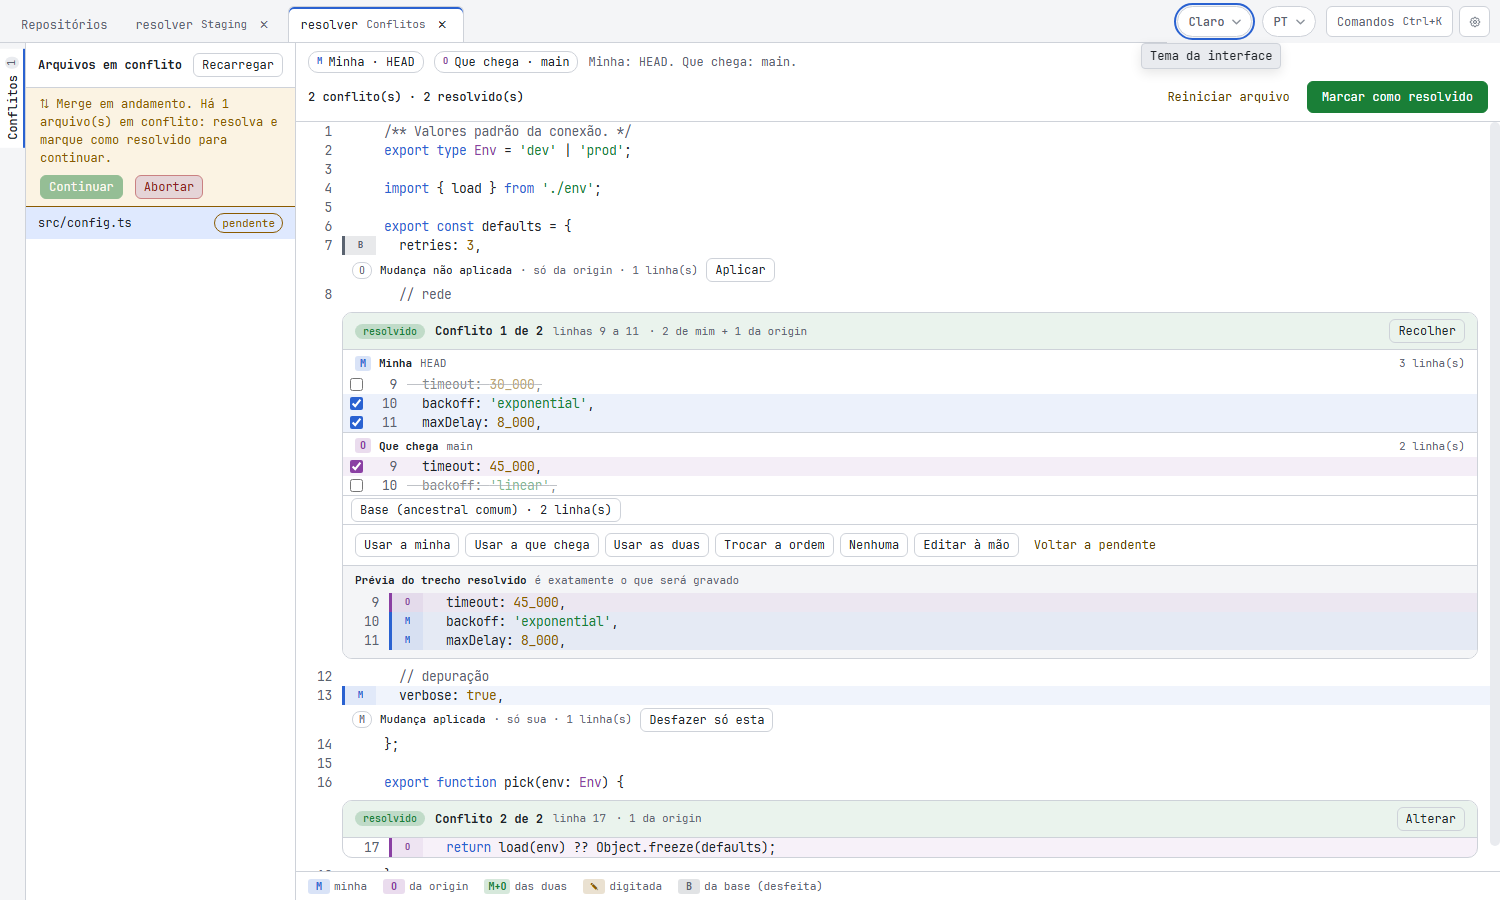 Repositórios resolver Staging × resolver Conflitos × Claro PT Comandos Ctrl+K
Tema da interface
Conflitos 1
Arquivos em conflito Recarregar
⇅ Merge em andamento. Há 1
arquivo(s) em conflito: resolva e
marque como resolvido para
continuar.
Continuar Abortar
src/config.ts pendente
M Minha · HEAD O Que chega · main Minha: HEAD. Que chega: main.
2 conflito(s) · 2 resolvido(s) Reiniciar arquivo Marcar como resolvido
1 /** Valores padrão da conexão. */
2 export type Env = 'dev' | 'prod';
3
4 import { load } from './env';
5
6 export const defaults = {
7 B retries: 3,
O Mudança não aplicada · só da origin · 1 linha(s) Aplicar
8 // rede
resolvido Conflito 1 de 2 linhas 9 a 11 · 2 de mim + 1 da origin Recolher
M Minha HEAD 3 linha(s)
9 timeout: 30_000,
10 backoff: 'exponential',
11 maxDelay: 8_000,
O Que chega main 2 linha(s)
9 timeout: 45_000,
10 backoff: 'linear',
Base (ancestral comum) · 2 linha(s)
Usar a minha Usar a que chega Usar as duas Trocar a ordem Nenhuma Editar à mão Voltar a pendente
Prévia do trecho resolvido é exatamente o que será gravado
9 O timeout: 45_000,
10 M backoff: 'exponential',
11 M maxDelay: 8_000,
12 // depuração
13 M verbose: true,
M Mudança aplicada · só sua · 1 linha(s) Desfazer só esta
14 };
15
16 export function pick(env: Env) {
resolvido Conflito 2 de 2 linha 17 · 1 da origin Alterar
17 O return load(env) ?? Object.freeze(defaults);
M minha O da origin M+O das duas ✎ digitada B da base (desfeita)